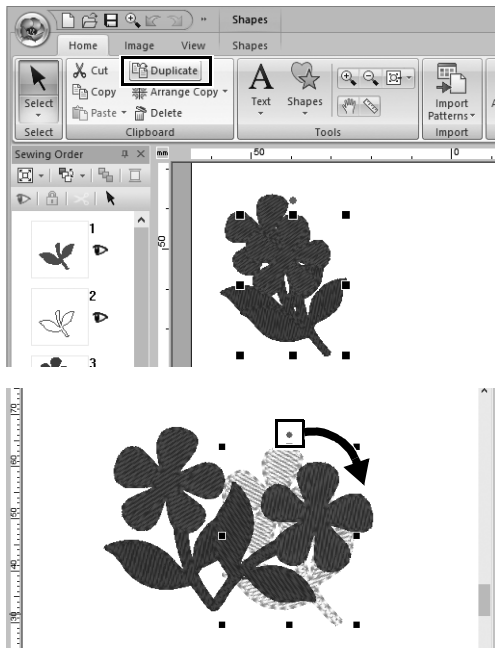 Shapes
Home Image View Shapes
Cut Duplicate
Copy Arrange Copy
Paste Delete
Select
Text
Shapes
Import
Patterns
Select Clipboard Tools Import
Sewing Order
mm
50
0
50
1
2
3
70
60
50
40
30